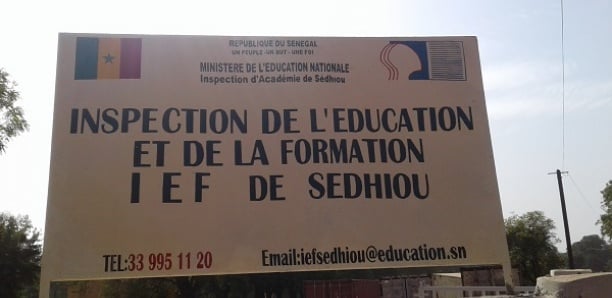 REPUBLIQUE DU SENEGAL
UN PEUPLE -UN BUT -UNE FOI
MINISTERE DE L'EDUCATION NATIONALE
Inspection d'Académie de Sédhiou
INSPECTION DE L'EDUCATION
ET DE LA FORMATION
I E F DE SEDHIOU
TEL:33 995 11 20 Email:iefsedhiou@education.sn